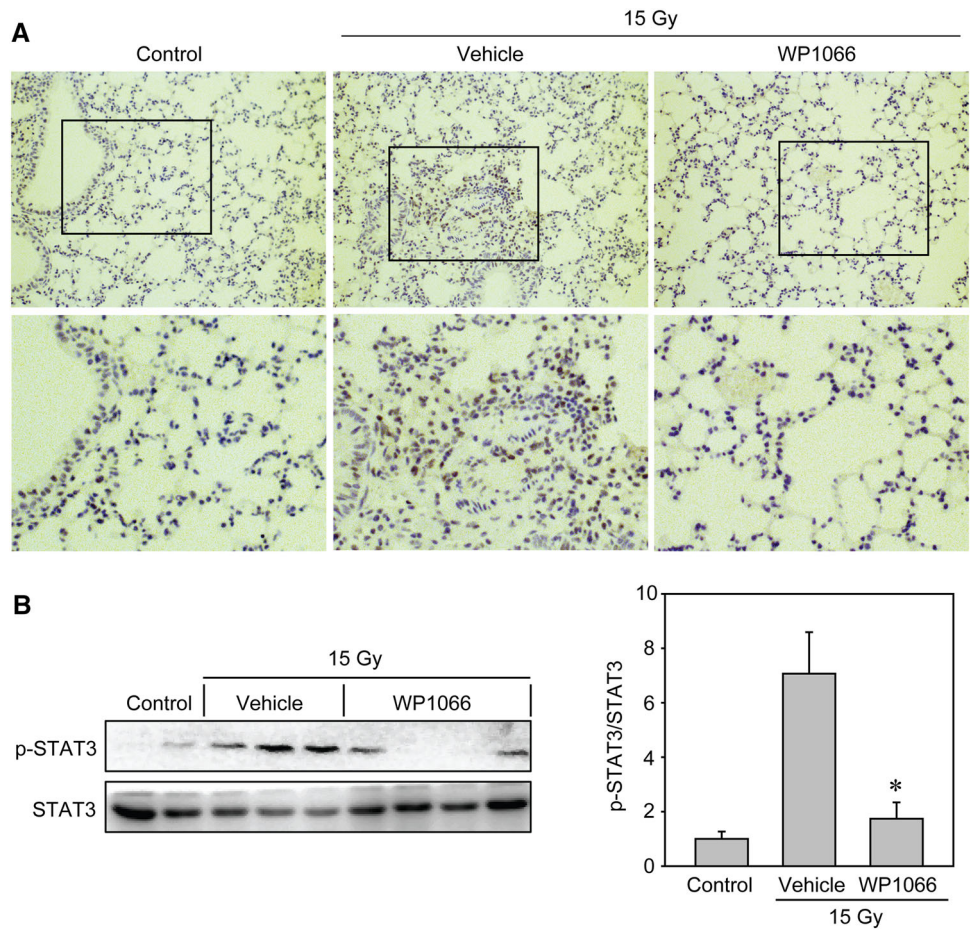 A
15 Gy
Control
Vehicle
WP1066
B
15 Gy
Control
Vehicle
WP1066
p-STAT3
STAT3
p-STAT3/STAT3
10
8
6
4
2
0
*
Control
Vehicle
WP1066
15 Gy